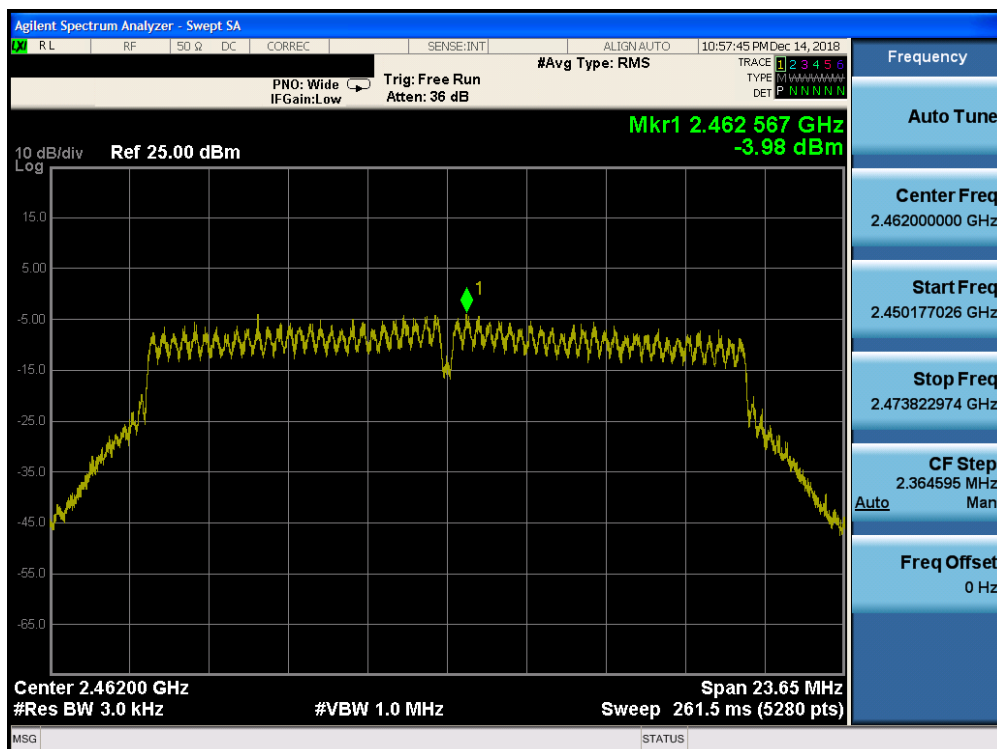 Agilent Spectrum Analyzer - Swept SA
LXI RL RF 50 Ω DC CORREC SENSE:INT ALIGN AUTO 10:57:45 PM Dec 14, 2018
PNO: Wide
IFGain:Low
Trig: Free Run
Atten: 36 dB
#Avg Type: RMS
TRACE 1 2 3 4 5 6
TYPE M WWWWW
DET P N N N N N
Mkr1 2.462 567 GHz
-3.98 dBm
10 dB/div
Log
Ref 25.00 dBm
15.0
5.00
1
-5.00
-15.0
-25.0
-35.0
-45.0
-55.0
-65.0
Center 2.46200 GHz
Span 23.65 MHz
#Res BW 3.0 kHz
#VBW 1.0 MHz
Sweep 261.5 ms (5280 pts)
MSG
STATUS
Frequency
Auto Tune
Center Freq
2.462000000 GHz
Start Freq
2.450177026 GHz
Stop Freq
2.473822974 GHz
CF Step
2.364595 MHz
Auto Man
Freq Offset
0 Hz